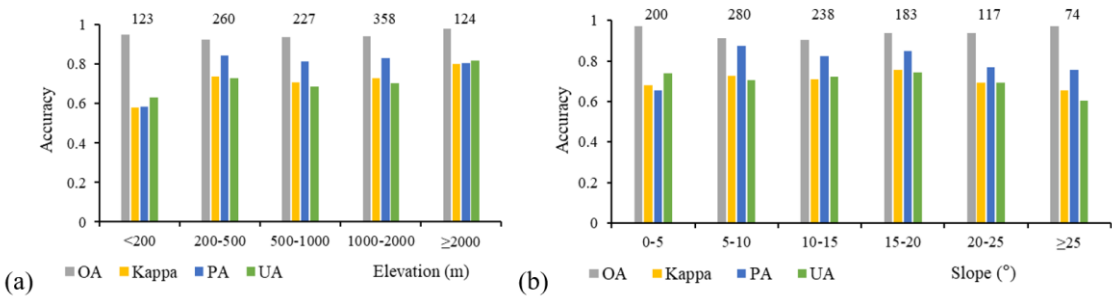 123 260 227 358 124
1
0.8
0.6
0.4
0.2
0
Accuracy
<200 200-500 500-1000 1000-2000 ≥2000
OA Kappa PA UA Elevation (m)
(a)
200 280 238 183 117 74
1
0.8
0.6
0.4
0.2
0
Accuracy
0-5 5-10 10-15 15-20 20-25 ≥25
OA Kappa PA UA Slope (°)
(b)